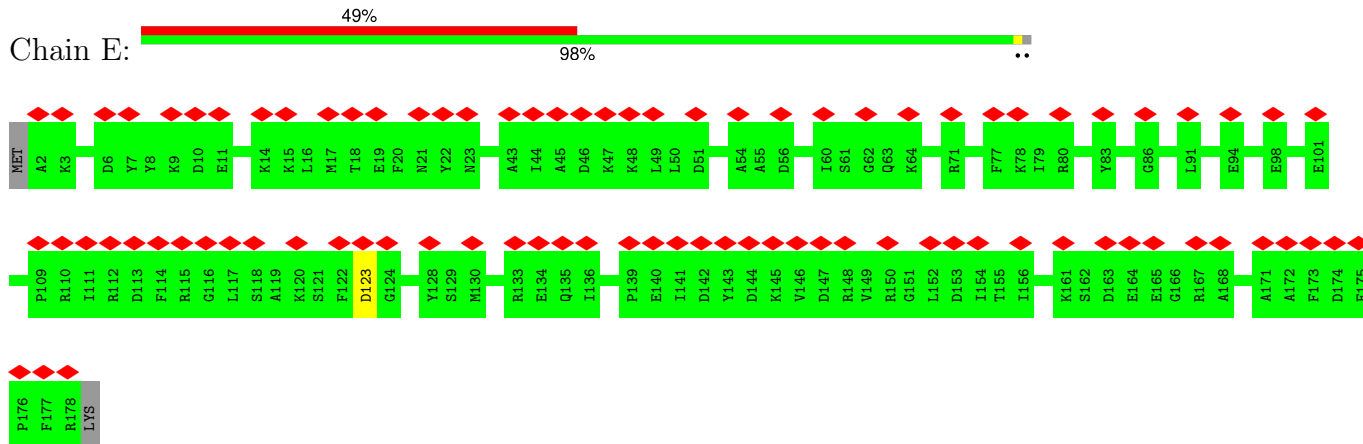 49%
Chain E:
98%
••
MET A2 K3 D6 Y7 Y8 K9 D10 E11 K14 K15 L16 M17 T18 E19 F20 N21 Y22 N23 A43 I44 A45 D46 K47 K48 L49 L50 D51 A54 A55 D56 I60 S61 G62 Q63 K64 R71 F77 K78 I79 R80 Y83 G86 L91 E94 E98 E101
P109 R110 I111 R112 D113 F114 R115 G116 L117 S118 A119 K120 S121 F122 D123 G124 Y128 S129 M130 R133 E134 Q135 I136 P139 E140 I141 D142 Y143 D144 K145 V146 D147 R148 V149 R150 G151 L152 D153 I154 T155 I156 K161 S162 D163 E164 E165 G166 R167 A168 A171 A172 F173 D174 E175
P176 F177 R178 LYS